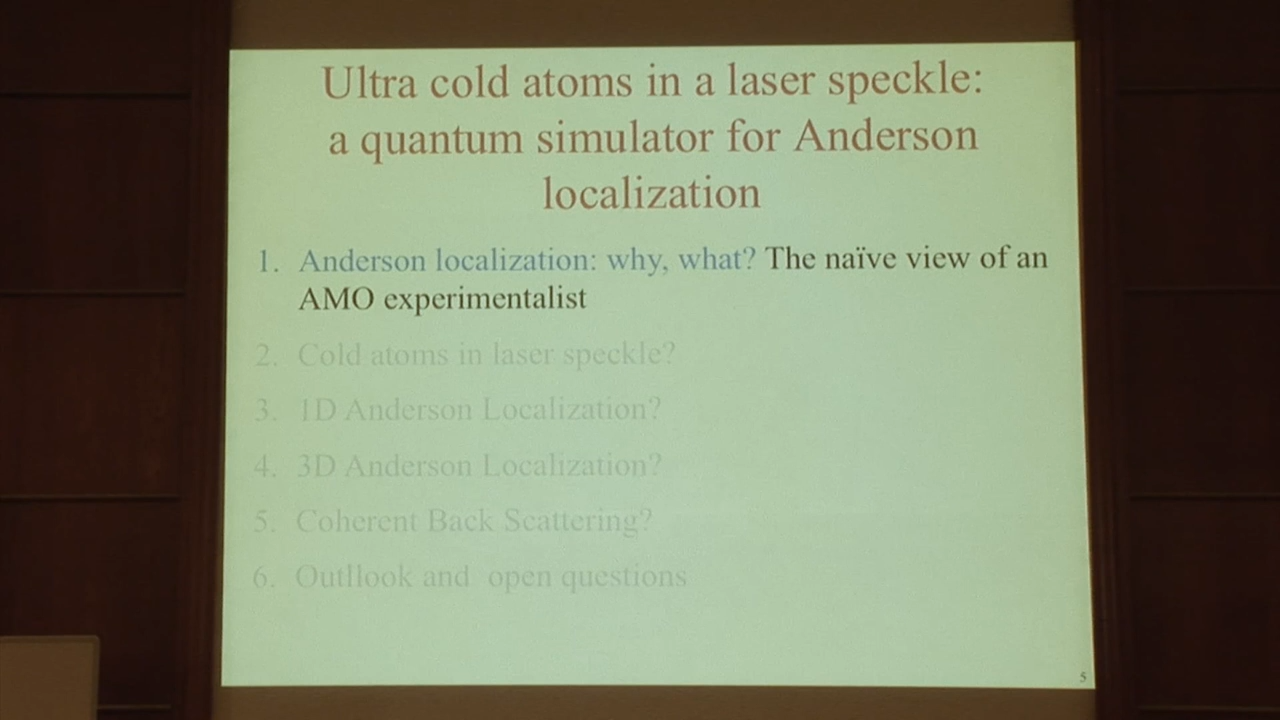 Ultra cold atoms in a laser speckle:
a quantum simulator for Anderson
localization
1. Anderson localization: why, what? The naïve view of an
AMO experimentalist
2. Cold atoms in laser speckle?
3. 1D Anderson Localization?
4. 3D Anderson Localization?
5. Coherent Back Scattering?
6. Outllook and open questions
5